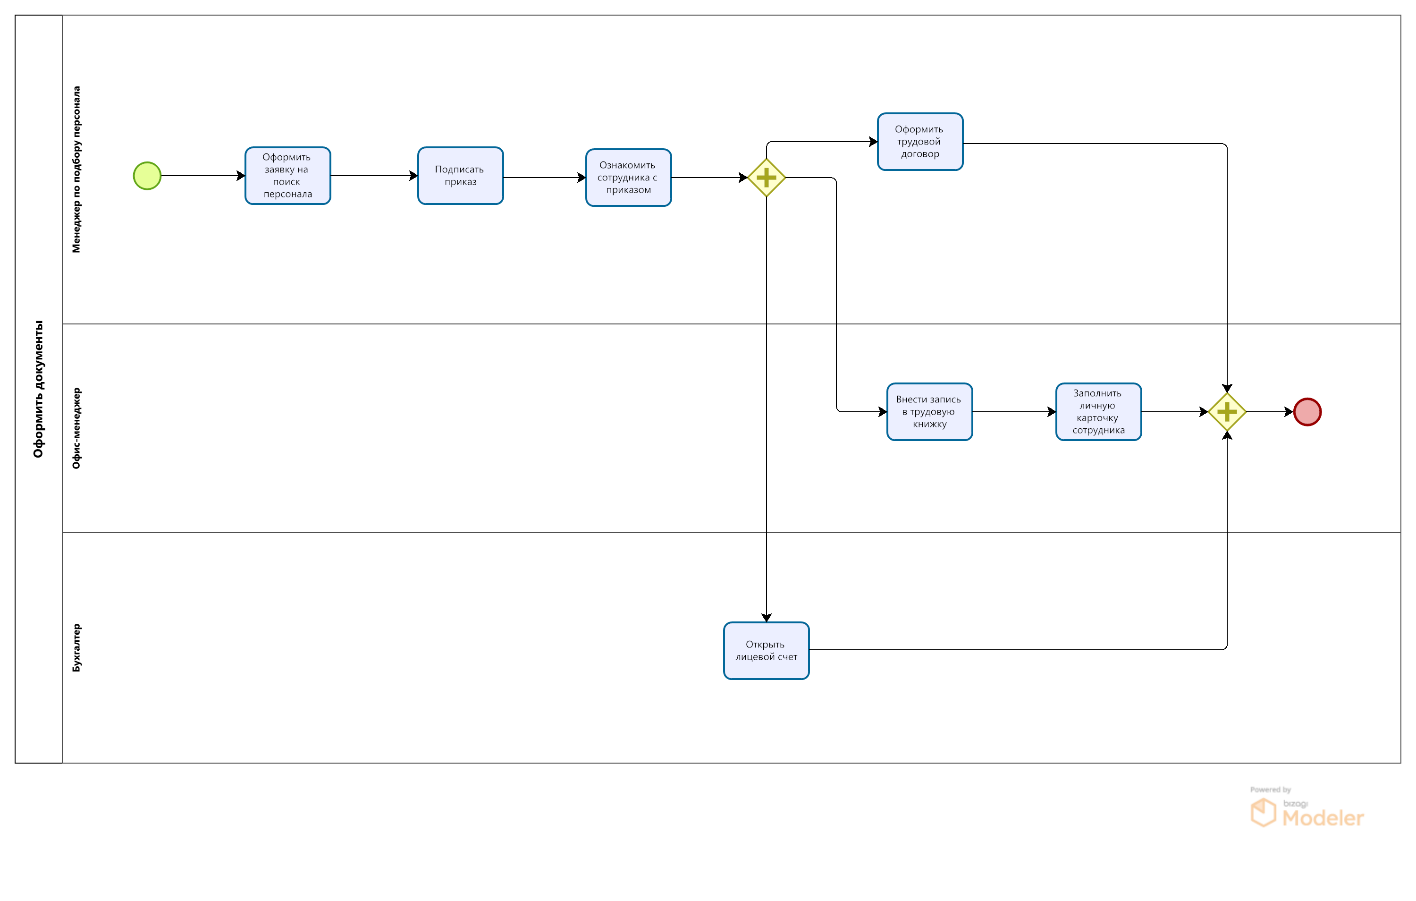 Оформить документы
Менеджер по подбору персонала
Оформить
заявку на
поиск
персонала
Подписать
приказ
Ознакомить
сотрудника с
приказом
Оформить
трудовой
договор
Офис-менеджер
Внести запись
в трудовую
книжку
Заполнить
личную
карточку
сотрудника
Бухгалтер
Открыть
лицевой счет
Powered by
bizagi
Modeler